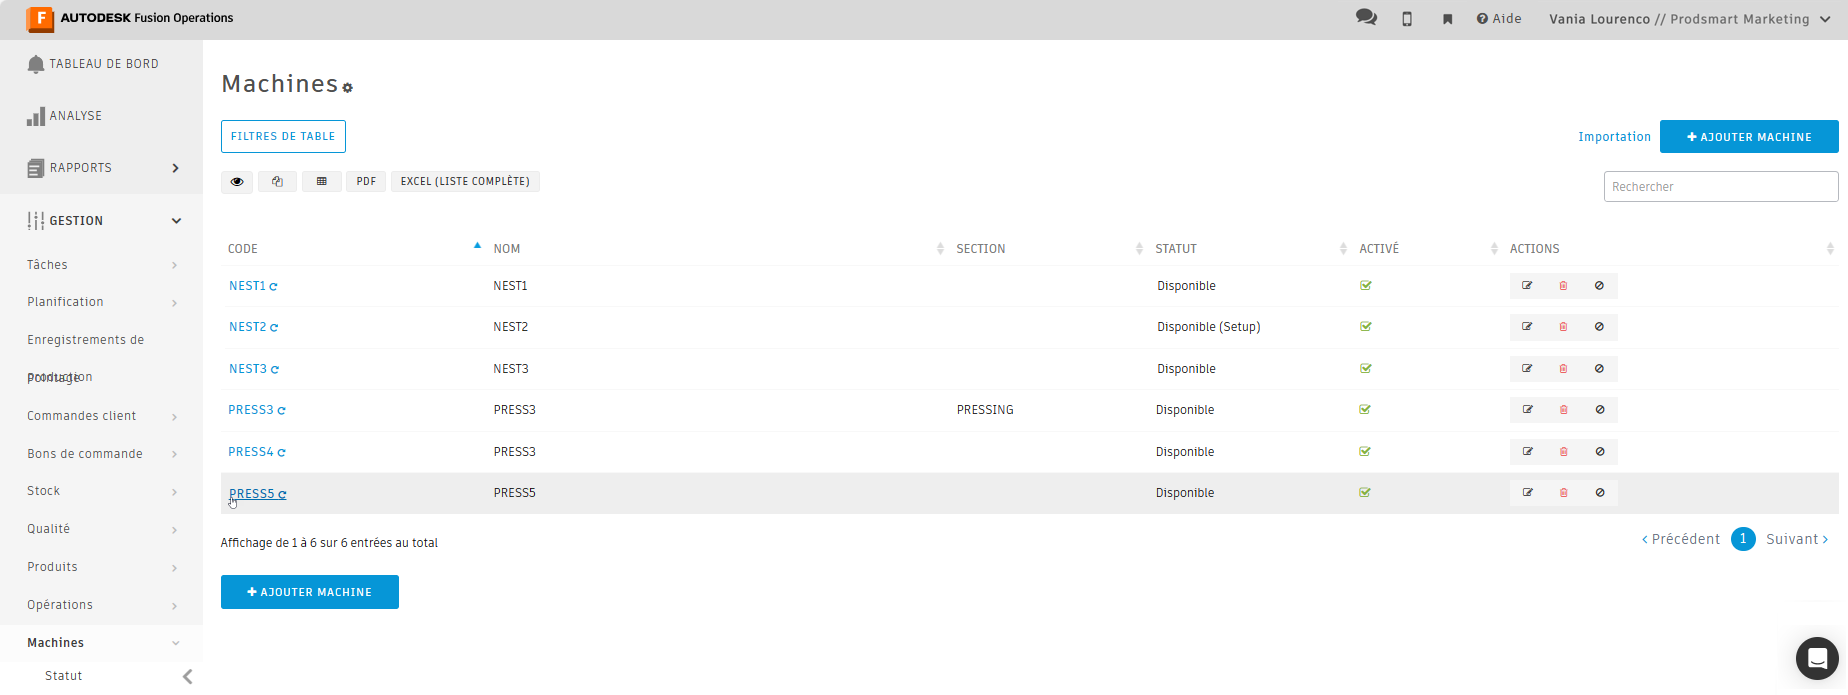 AUTODESK Fusion Operations
Aide
Vania Lourenco // Prodsmart Marketing
TABLEAU DE BORD
ANALYSE
RAPPORTS
GESTION
Tâches
Planification
Enregistrements de
production
Pointage
Commandes client
Bons de commande
Stock
Qualité
Produits
Opérations
Machines
Statut
Machines
FILTRES DE TABLE
Importation
AJOUTER MACHINE
PDF
EXCEL (LISTE COMPLÈTE)
Rechercher
CODE NOM SECTION STATUT ACTIVÉ ACTIONS
NEST1 NEST1 Disponible
NEST2 NEST2 Disponible (Setup)
NEST3 NEST3 Disponible
PRESS3 PRESS3 PRESSING Disponible
PRESS4 PRESS3 Disponible
PRESS5 PRESS5 Disponible
Affichage de 1 à 6 sur 6 entrées au total
Précédent 1 Suivant
AJOUTER MACHINE